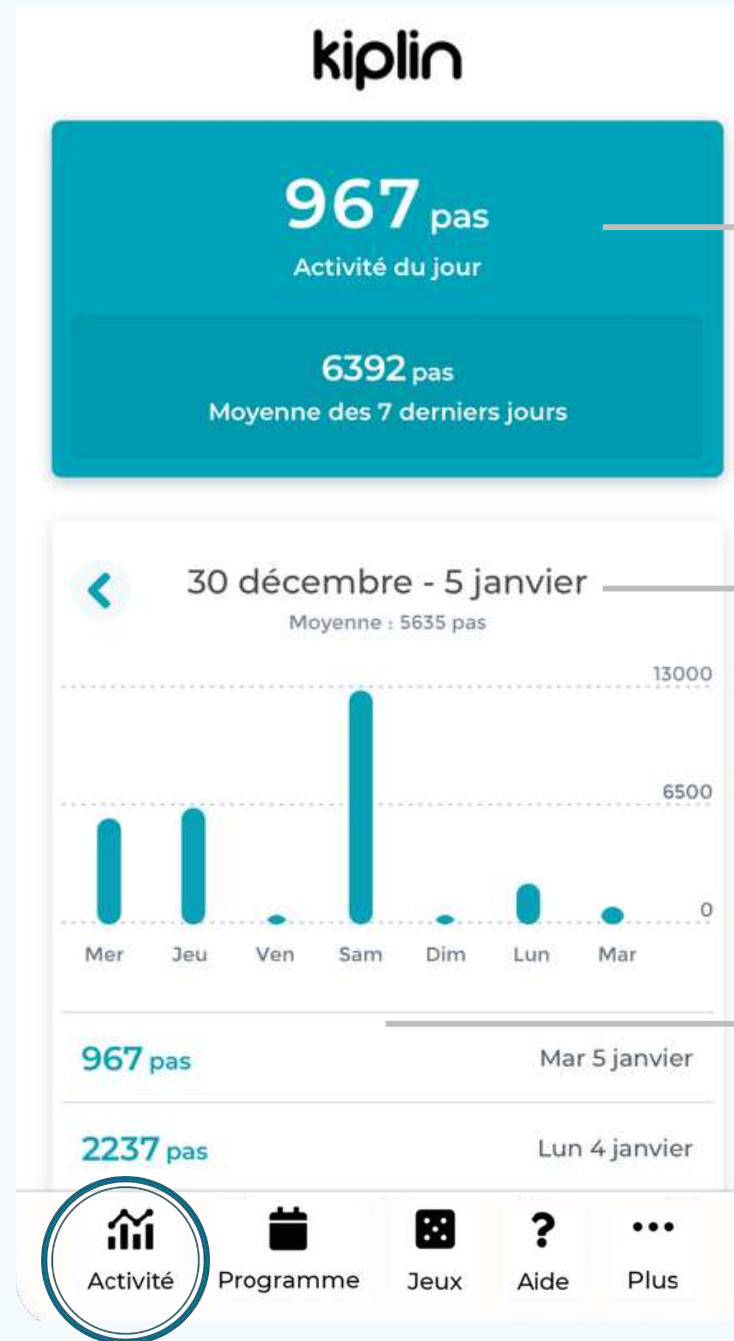 kiplin
967 pas
Activité du jour
6392 pas
Moyenne des 7 derniers jours
30 décembre - 5 janvier
Moyenne : 5635 pas
13000
6500
0
Mer Jeu Ven Sam Dim Lun Mar
967 pas Mar 5 janvier
2237 pas Lun 4 janvier
Activité Programme Jeux Aide Plus